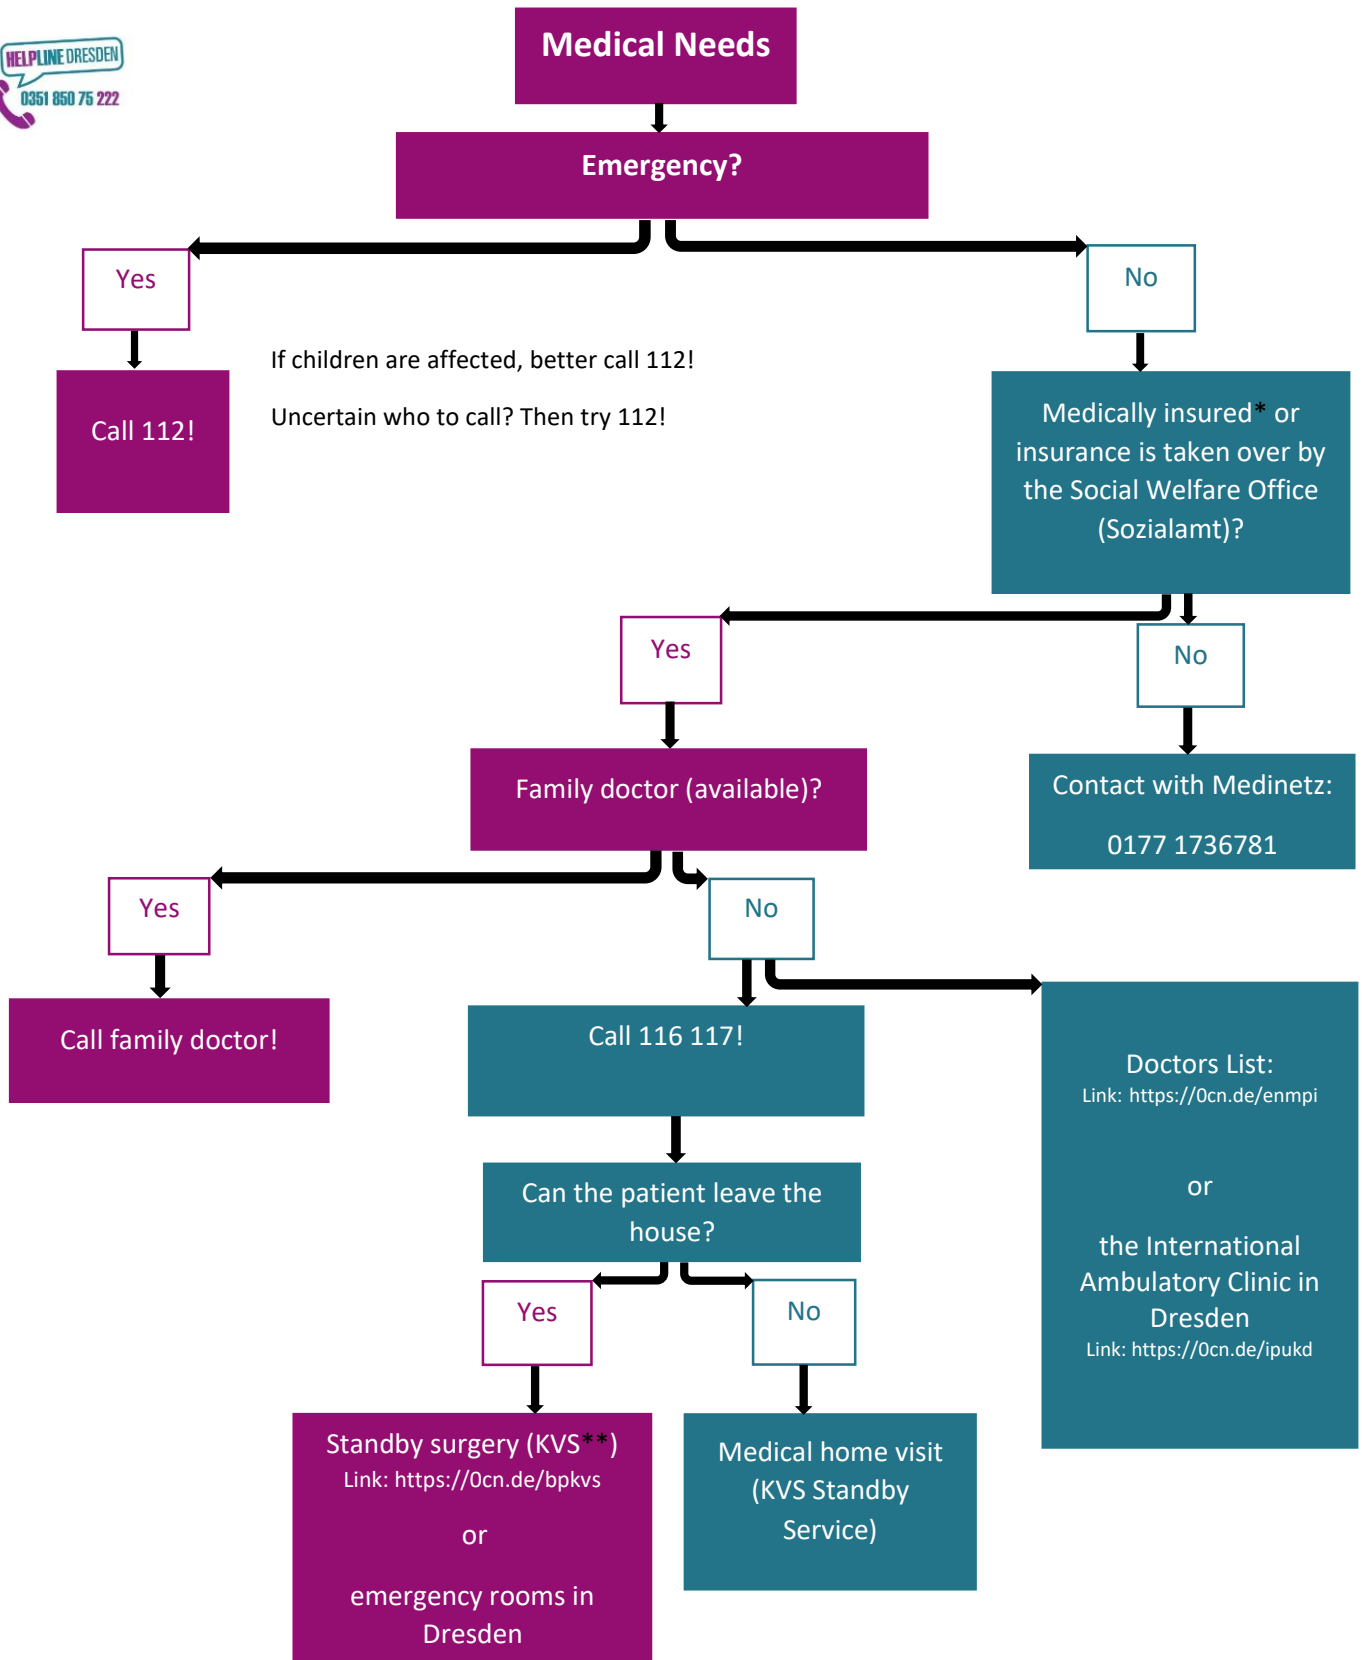 HELPLINE DRESDEN
0351 850 75 222
Medical Needs
Emergency?
Yes
No
If children are affected, better call 112!
Uncertain who to call? Then try 112!
Call 112!
Medically insured* or
insurance is taken over by
the Social Welfare Office
(Sozialamt)?
Yes
No
Family doctor (available)?
Contact with Medinetz:
0177 1736781
Yes
No
Call family doctor!
Call 116 117!
Doctors List:
Link: https://0cn.de/enmpi
or
the International
Ambulatory Clinic in
Dresden
Link: https://0cn.de/ipukd
Can the patient leave the
house?
Yes
No
Standby surgery (KVS**)
Link: https://0cn.de/bpkvs
or
emergency rooms in
Dresden
Medical home visit
(KVS Standby
Service)